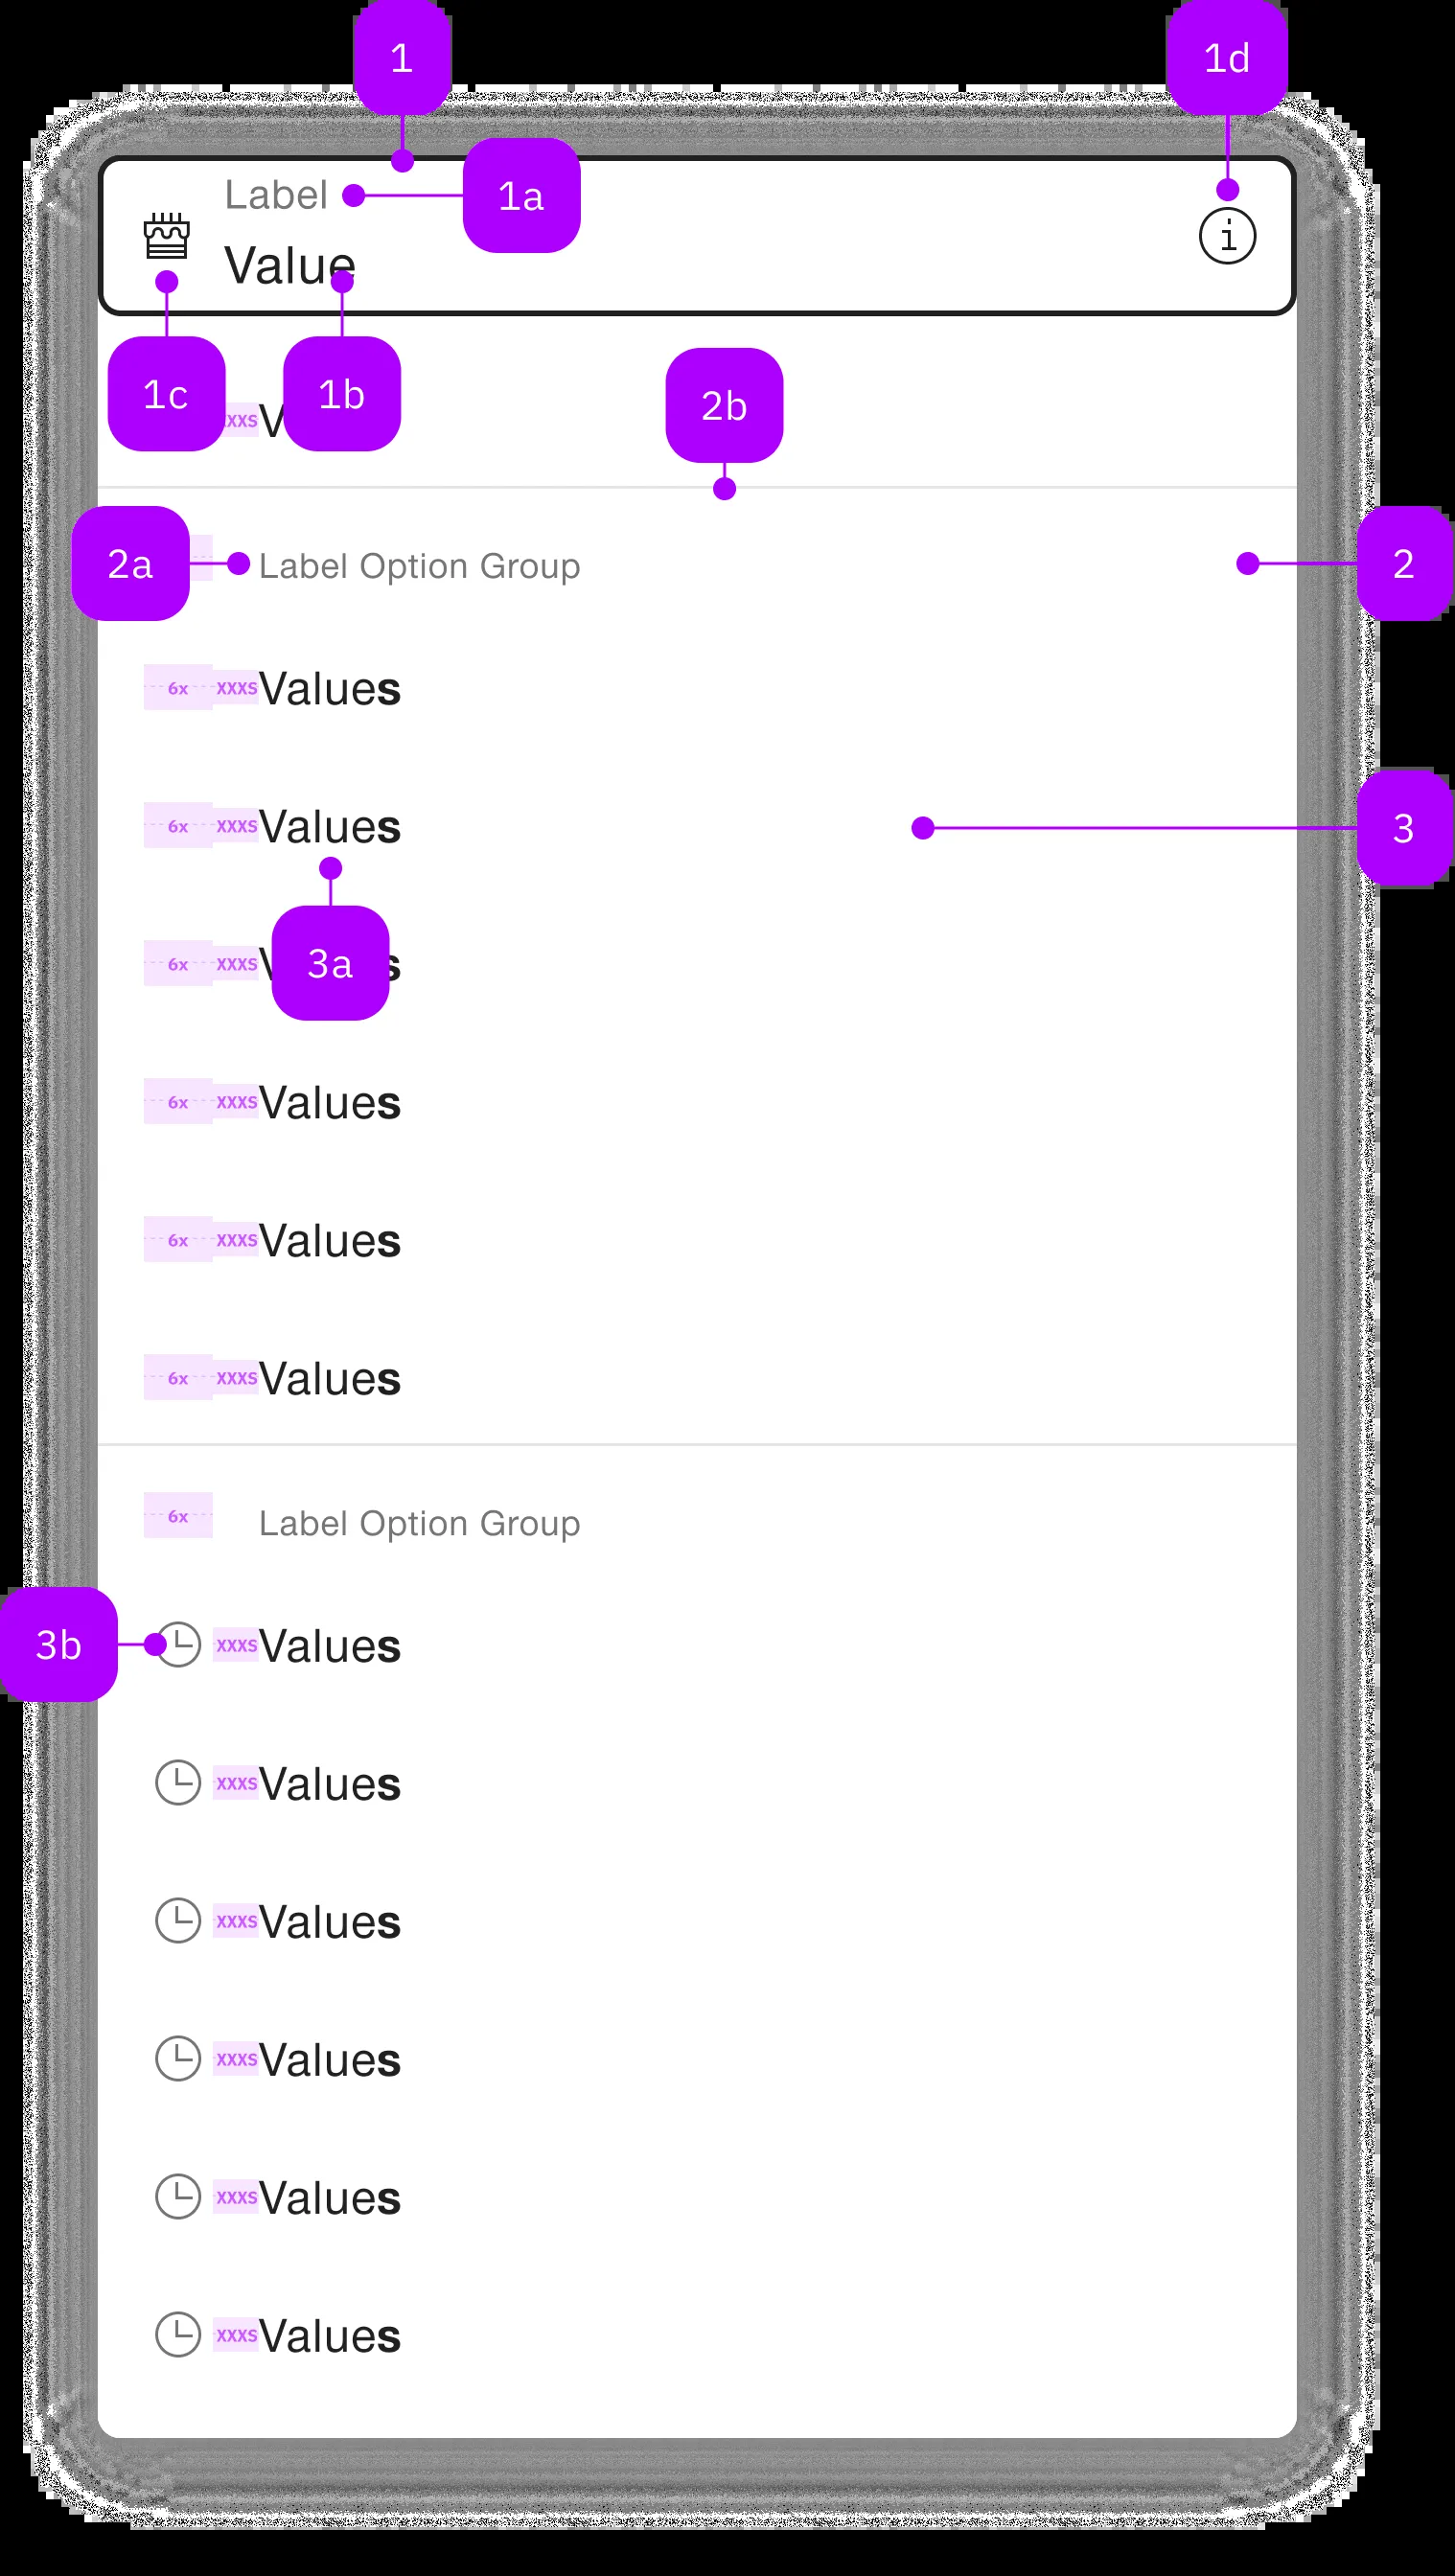 1
1d
Label
1a
Value
i
1c
1b
2b
2a
Label Option Group
2
6x XXXS Values
6x XXXS Values
3
6x XXXS
3a
6x XXXS Values
6x XXXS Values
6x XXXS Values
6x Label Option Group
3b
XXXS Values
XXXS Values
XXXS Values
XXXS Values
XXXS Values
XXXS Values